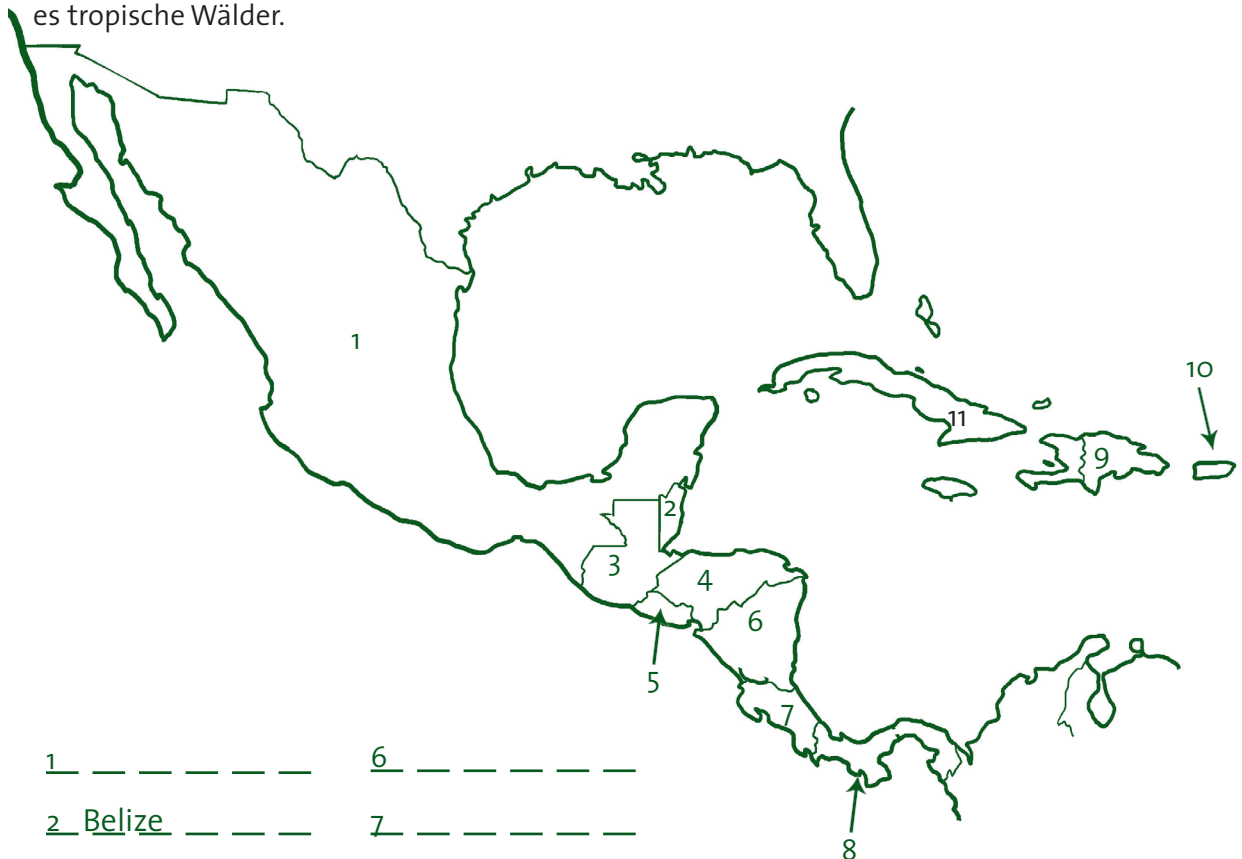 es tropische Wälder.
1
10
11
9
2
3
4
6
5
7
8
1 _ _ _ _ _ _
6 _ _ _ _ _ _
2 Belize
7 _ _ _ _ _ _